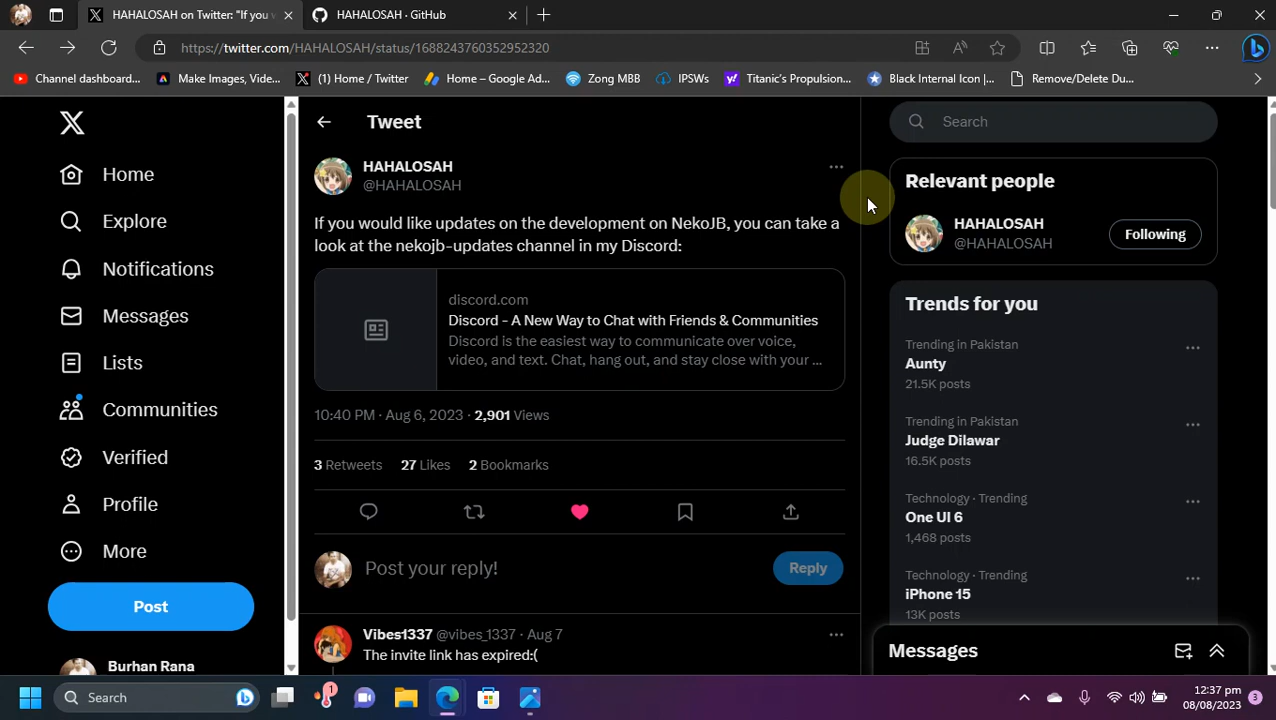 HAHALOSAH on Twitter: "If you v
HAHALOSAH · GitHub
https://twitter.com/HAHALOSAH/status/1688243760352952320
Channel dashboard...
Make Images, Vide...
(1) Home / Twitter
Home – Google Ad...
Zong MBB
IPSWs
Titanic's Propulsion...
Black Internal Icon |...
Remove/Delete Du...
Home
Explore
Notifications
Messages
Lists
Communities
Verified
Profile
More
Post
Burhan Rana
Tweet
HAHALOSAH
@HAHALOSAH
If you would like updates on the development on NekoJB, you can take a
look at the nekojb-updates channel in my Discord:
discord.com
Discord - A New Way to Chat with Friends & Communities
Discord is the easiest way to communicate over voice,
video, and text. Chat, hang out, and stay close with your ...
10:40 PM · Aug 6, 2023 · 2,901 Views
3 Retweets 27 Likes 2 Bookmarks
Post your reply!
Reply
Vibes1337 @vibes_1337 · Aug 7
The invite link has expired:(
Search
Relevant people
HAHALOSAH
@HAHALOSAH
Following
Trends for you
Trending in Pakistan
Aunty
21.5K posts
Trending in Pakistan
Judge Dilawar
16.5K posts
Technology · Trending
One UI 6
1,468 posts
Technology · Trending
iPhone 15
13K posts
Messages
Search
1
12:37 pm
08/08/2023
3